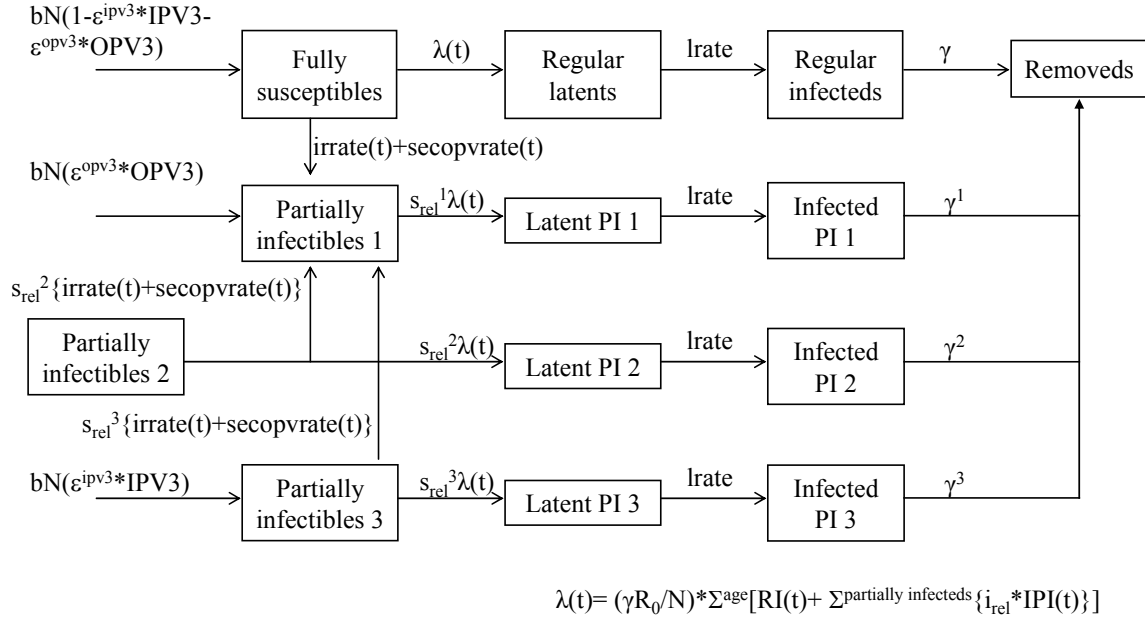 bN(1-ε^ipv3*IPV3-
ε^opv3*OPV3)
Fully
susceptibles
λ(t)
Regular
latents
lrate
Regular
infecteds
γ
Removeds
irrate(t)+secopvrate(t)
bN(ε^opv3*OPV3)
Partially
infectibles 1
s_rel^1λ(t)
Latent PI 1
lrate
Infected
PI 1
γ^1
s_rel^2{irrate(t)+secopvrate(t)}
Partially
infectibles 2
s_rel^2λ(t)
Latent PI 2
lrate
Infected
PI 2
γ^2
s_rel^3{irrate(t)+secopvrate(t)}
bN(ε^ipv3*IPV3)
Partially
infectibles 3
s_rel^3λ(t)
Latent PI 3
lrate
Infected
PI 3
γ^3
λ(t)= (γR_0/N)*Σ^age[RI(t)+ Σ^partially infecteds{i_rel*IPI(t)}]